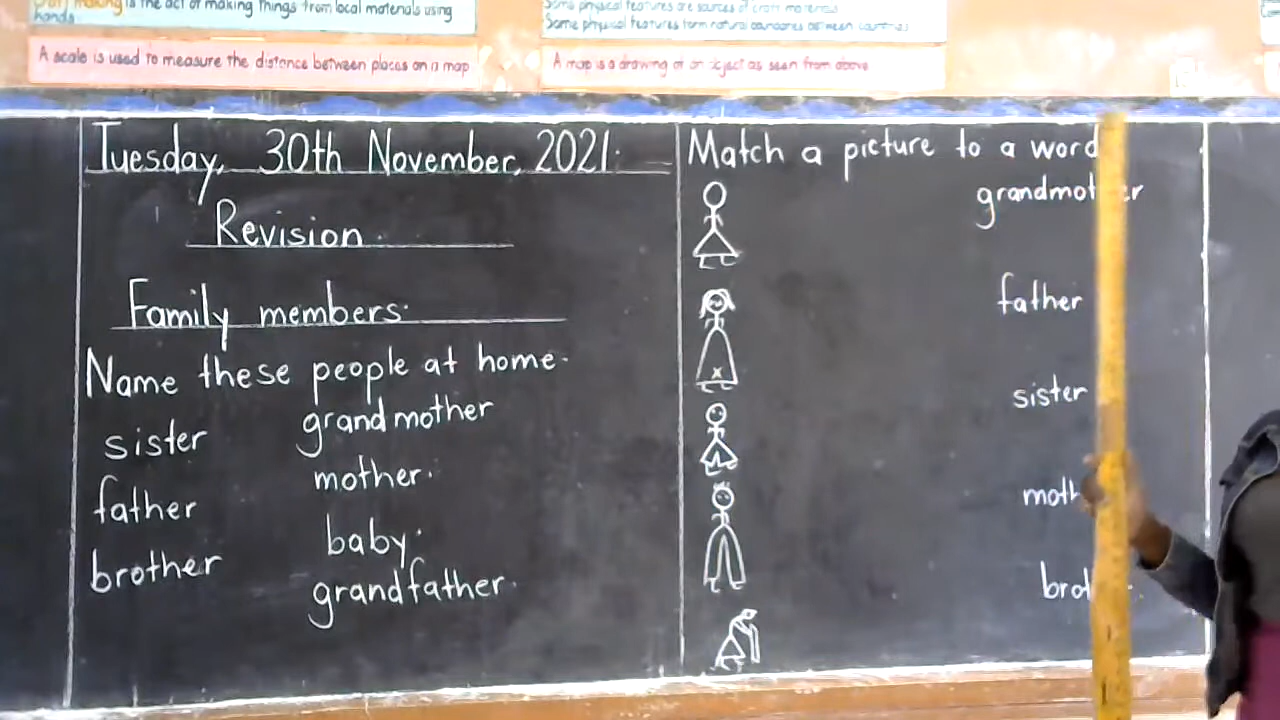 making is the act of making things from local materials using
hands
A scale is used to measure the distance between places on a map
Some physical features are sources of craft materials
Some physical features form natural boundaries between countries
A map is a drawing of an object as seen from above
Tuesday, 30th November, 2021.
Revision.
Family members.
Name these people at home.
sister grandmother
father mother.
brother baby.
grandfather.
Match a picture to a word
grandmother
father
sister
moth
brot